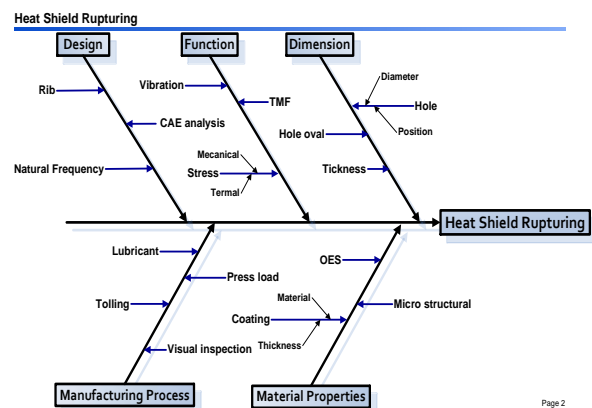 Heat Shield Rupturing
Design
Function
Dimension
Rib
CAE analysis
Natural Frequency
Vibration
TMF
Mecanical
Stress
Termal
Diameter
Hole
Position
Hole oval
Tickness
Heat Shield Rupturing
Lubricant
Press load
Tolling
Visual inspection
OES
Material
Micro structural
Coating
Thickness
Manufacturing Process
Material Properties
Page 2